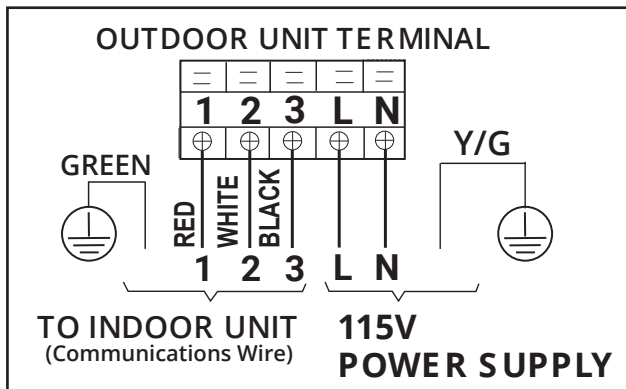 OUTDOOR UNIT TERMINAL
1 2 3 L N
GREEN
Y/G
RED
WHITE
BLACK
1 2 3 L N
TO INDOOR UNIT
(Communications Wire)
115V
POWER SUPPLY